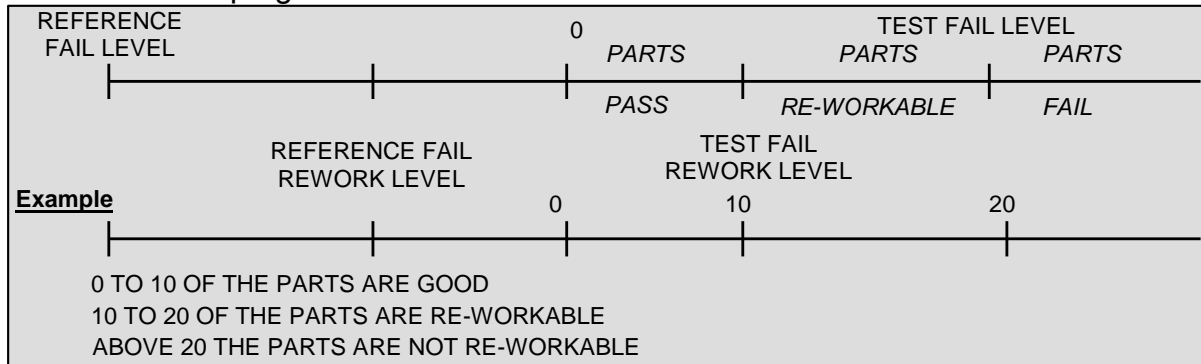 REFERENCE
FAIL LEVEL
0
TEST FAIL LEVEL
PARTS PARTS PARTS
PASS RE-WORKABLE FAIL
REFERENCE FAIL
REWORK LEVEL
TEST FAIL
REWORK LEVEL
Example
0 10 20
0 TO 10 OF THE PARTS ARE GOOD
10 TO 20 OF THE PARTS ARE RE-WORKABLE
ABOVE 20 THE PARTS ARE NOT RE-WORKABLE